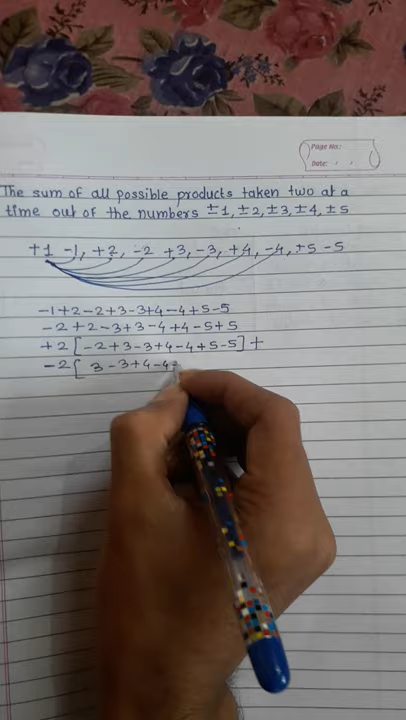 Page No:
Date: / /
The sum of all possible products taken two at a
time out of the numbers ±1, ±2, ±3, ±4, ±5
+1 -1, +2, -2 +3, -3, +4, -4, +5 -5
-1+2-2+3-3+4-4+5-5
-2+2-3+3-4+4-5+5
+2[-2+3-3+4-4+5-5]+
-2[3-3+4-4